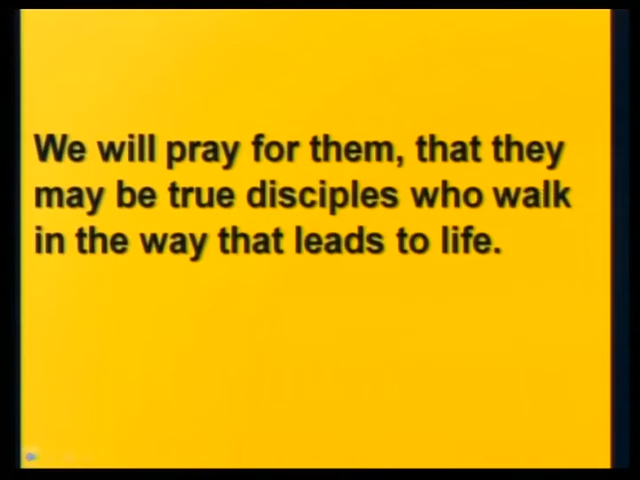 We will pray for them, that they
may be true disciples who walk
in the way that leads to life.